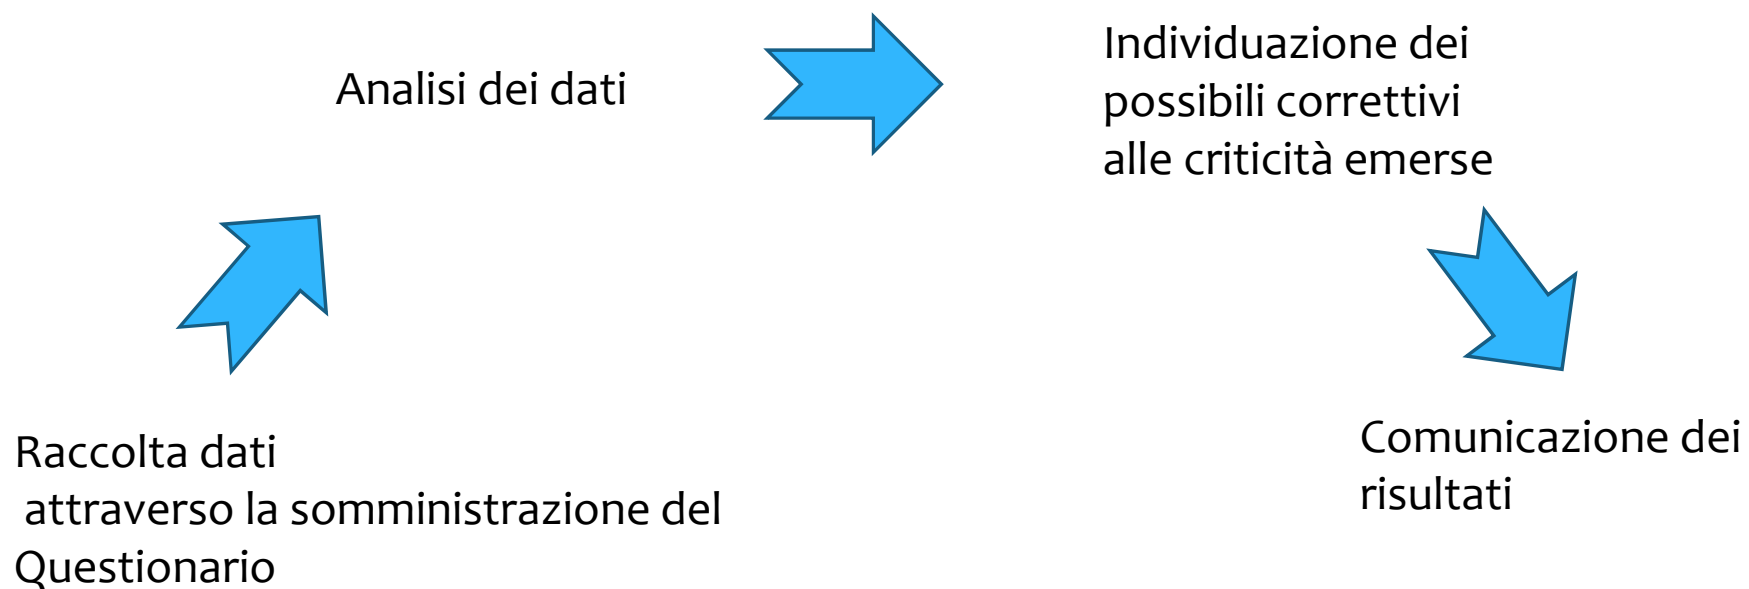 Raccolta dati
attraverso la somministrazione del
Questionario
Analisi dei dati
Individuazione dei
possibili correttivi
alle criticità emerse
Comunicazione dei
risultati